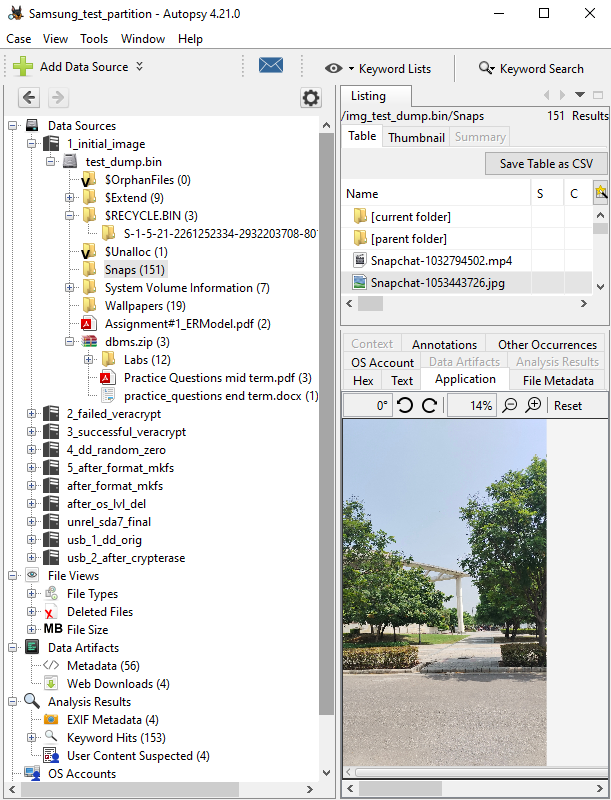 Samsung_test_partition - Autopsy 4.21.0
Case View Tools Window Help
Add Data Source
Keyword Lists
Keyword Search
Data Sources
1_initial_image
test_dump.bin
$OrphanFiles (0)
$Extend (9)
$RECYCLE.BIN (3)
S-1-5-21-2261252334-2932203708-801
$Unalloc (1)
Snaps (151)
System Volume Information (7)
Wallpapers (19)
Assignment#1_ERModel.pdf (2)
dbms.zip (3)
Labs (12)
Practice Questions mid term.pdf (3)
practice_questions end term.docx (1)
2_failed_veracrypt
3_successful_veracrypt
4_dd_random_zero
5_after_format_mkfs
after_format_mkfs
after_os_lvl_del
unrel_sda7_final
usb_1_dd_orig
usb_2_after_crypterase
File Views
File Types
Deleted Files
MB File Size
Data Artifacts
Metadata (56)
Web Downloads (4)
Analysis Results
EXIF Metadata (4)
Keyword Hits (153)
User Content Suspected (4)
OS Accounts
Listing
/img_test_dump.bin/Snaps 151 Results
Table Thumbnail Summary
Save Table as CSV
Name S C
[current folder]
[parent folder]
Snapchat-1032794502.mp4
Snapchat-1053443726.jpg
Context Annotations Other Occurrences
OS Account Data Artifacts Analysis Results
Hex Text Application File Metadata
0° 14% Reset